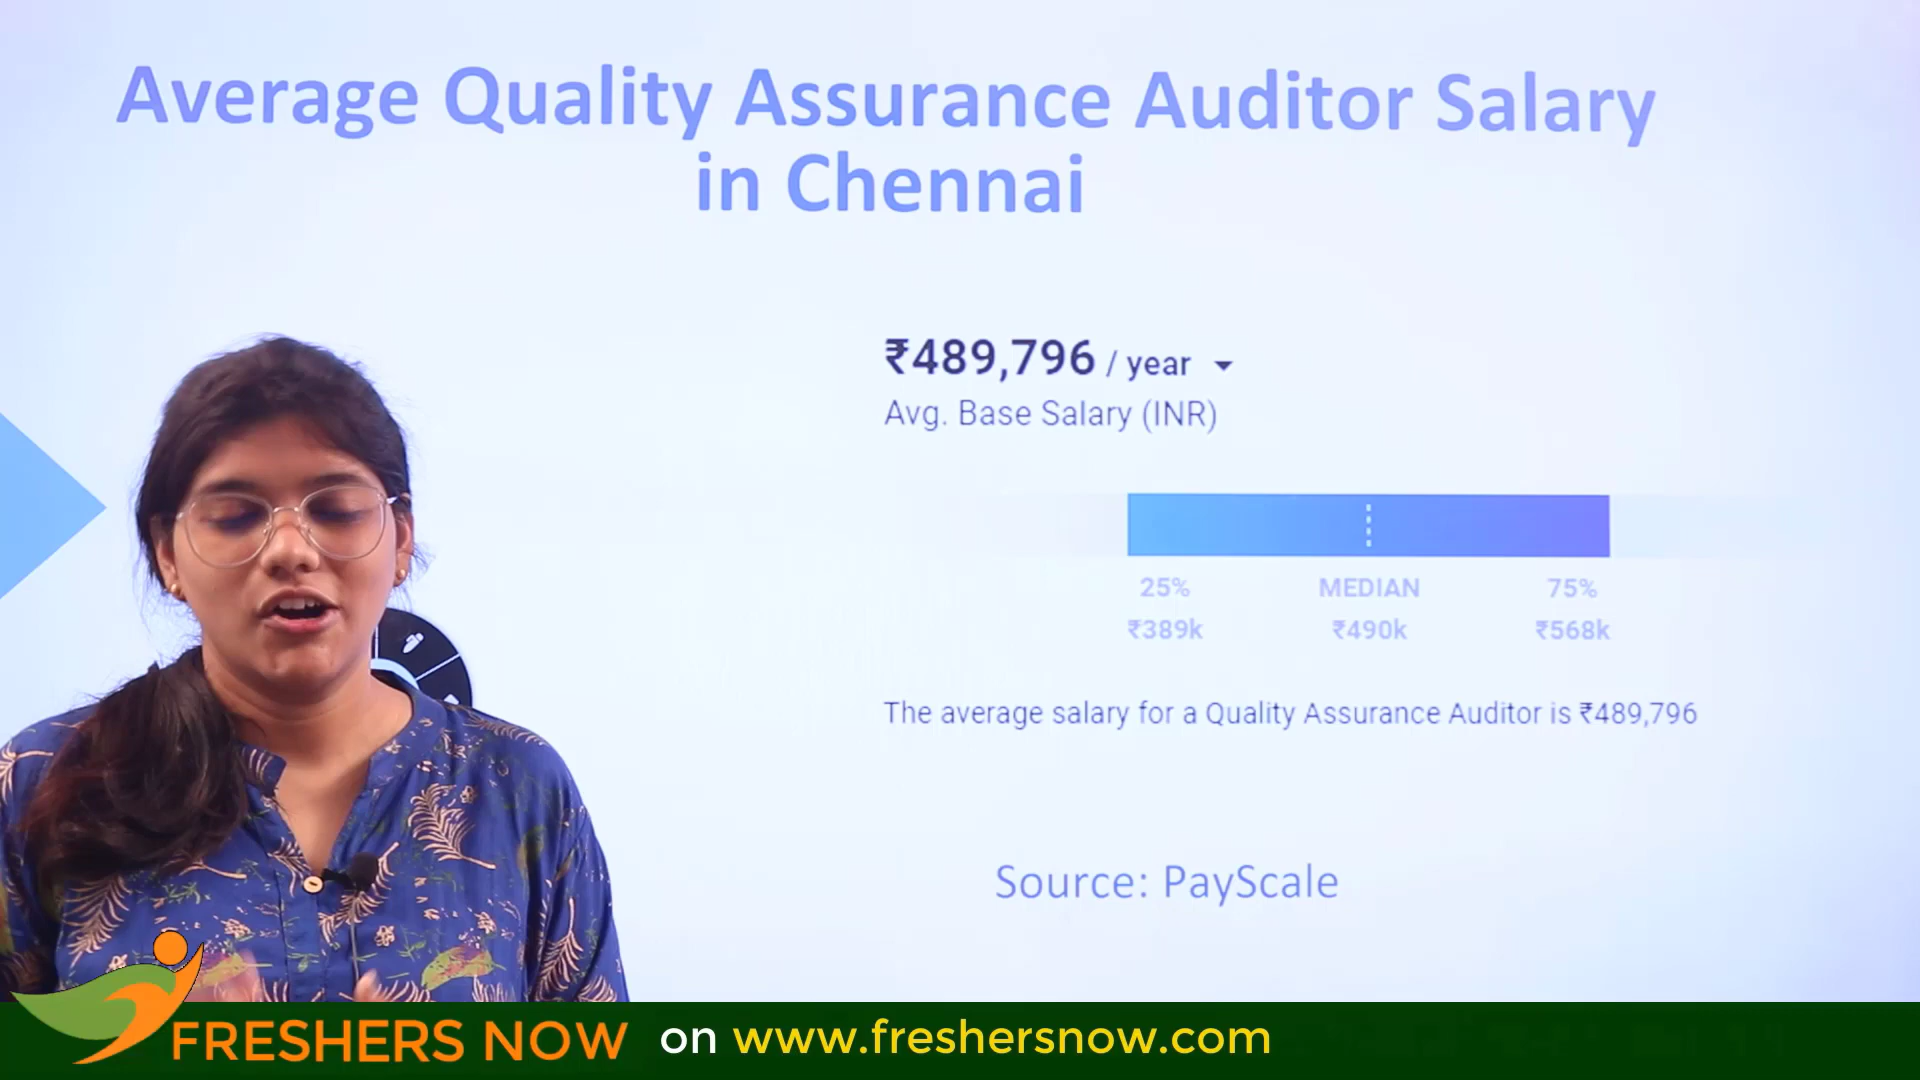 Average Quality Assurance Auditor Salary
in Chennai
₹489,796 / year
Avg. Base Salary (INR)
25% MEDIAN 75%
₹389k ₹490k ₹568k
The average salary for a Quality Assurance Auditor is ₹489,796
Source: PayScale
FRESHERS NOW on www.freshersnow.com